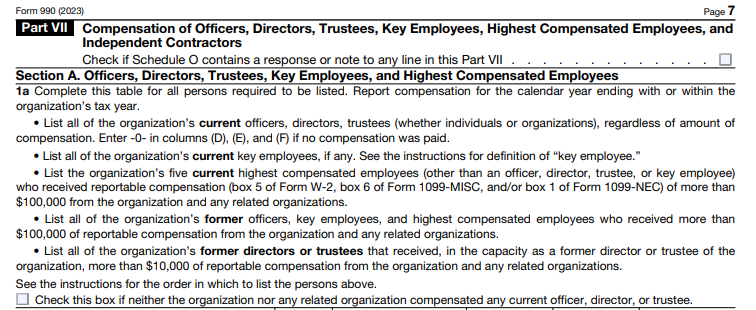 Form 990 (2023) Page 7
Part VII Compensation of Officers, Directors, Trustees, Key Employees, Highest Compensated Employees, and
Independent Contractors
Check if Schedule O contains a response or note to any line in this Part VII . . . . . . . . . . . . .
Section A. Officers, Directors, Trustees, Key Employees, and Highest Compensated Employees
1a Complete this table for all persons required to be listed. Report compensation for the calendar year ending with or within the
organization's tax year.
• List all of the organization's current officers, directors, trustees (whether individuals or organizations), regardless of amount of
compensation. Enter -0- in columns (D), (E), and (F) if no compensation was paid.
• List all of the organization's current key employees, if any. See the instructions for definition of “key employee.”
• List the organization's five current highest compensated employees (other than an officer, director, trustee, or key employee)
who received reportable compensation (box 5 of Form W-2, box 6 of Form 1099-MISC, and/or box 1 of Form 1099-NEC) of more than
$100,000 from the organization and any related organizations.
• List all of the organization's former officers, key employees, and highest compensated employees who received more than
$100,000 of reportable compensation from the organization and any related organizations.
• List all of the organization's former directors or trustees that received, in the capacity as a former director or trustee of the
organization, more than $10,000 of reportable compensation from the organization and any related organizations.
See the instructions for the order in which to list the persons above.
Check this box if neither the organization nor any related organization compensated any current officer, director, or trustee.